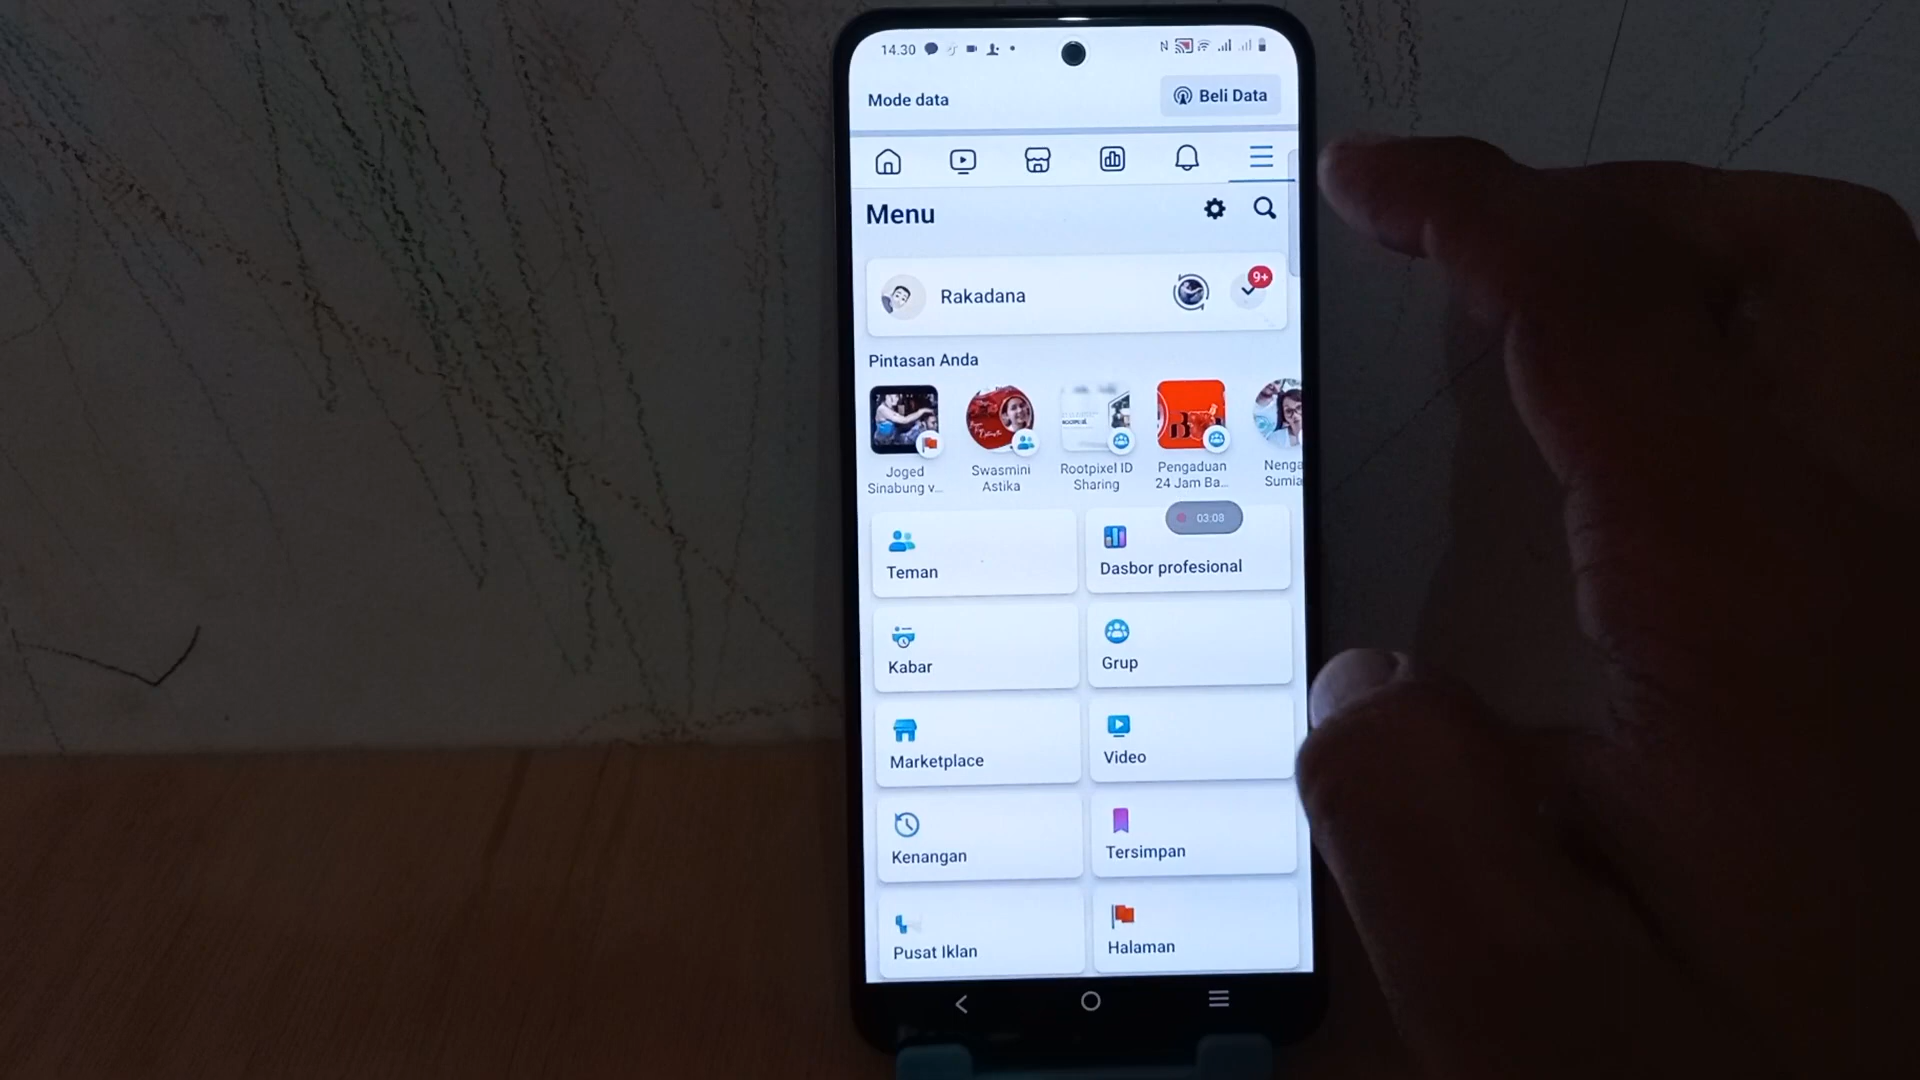 14.30
Mode data
Beli Data
Menu
Rakadana
9+
Pintasan Anda
Joged
Sinabung v...
Swasmini
Astika
Rootpixel ID
Sharing
Pengaduan
24 Jam Ba...
Nenga
Sumia
03:08
Teman
Dasbor profesional
Kabar
Grup
Marketplace
Video
Kenangan
Tersimpan
Pusat Iklan
Halaman